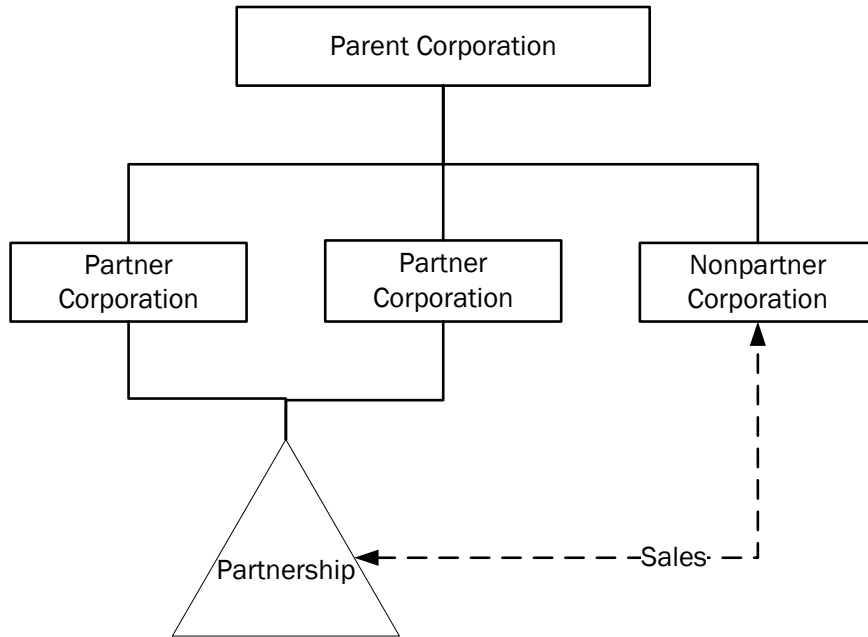 Parent Corporation
Partner
Corporation
Partner
Corporation
Nonpartner
Corporation
Partnership
Sales